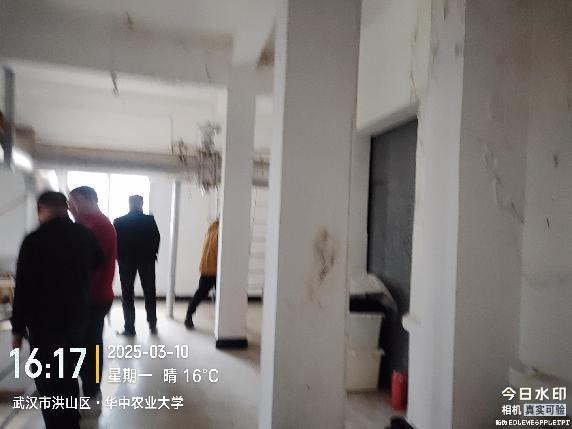 16:17
2025-03-10
星期一 晴 16℃
武汉市洪山区·华中农业大学
今日水印
相机 真实可验